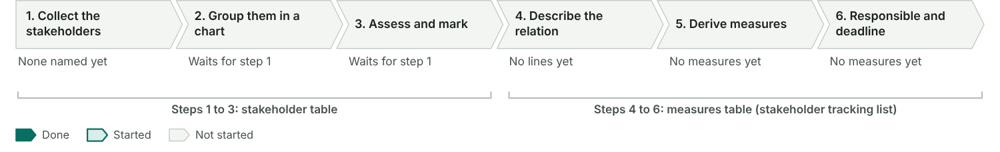 1. Collect the
stakeholders
2. Group them in a
chart
3. Assess and mark
4. Describe the
relation
5. Derive measures
6. Responsible and
deadline
None named yet
Waits for step 1
Waits for step 1
No lines yet
No measures yet
No measures yet
Steps 1 to 3: stakeholder table
Steps 4 to 6: measures table (stakeholder tracking list)
Done
Started
Not started